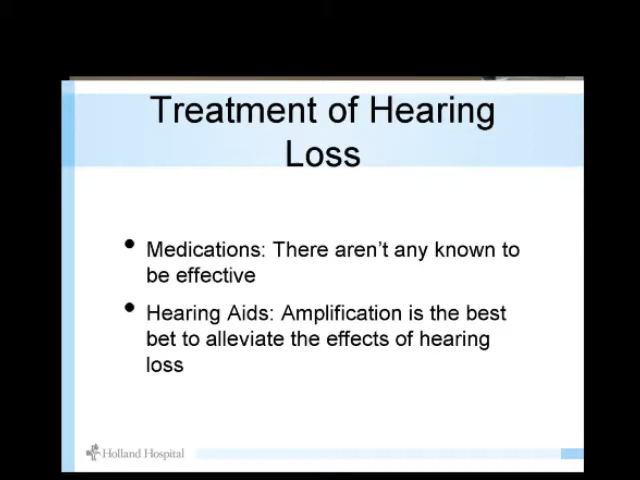 Treatment of Hearing
Loss
• Medications: There aren't any known to
be effective
• Hearing Aids: Amplification is the best
bet to alleviate the effects of hearing
loss
Holland Hospital